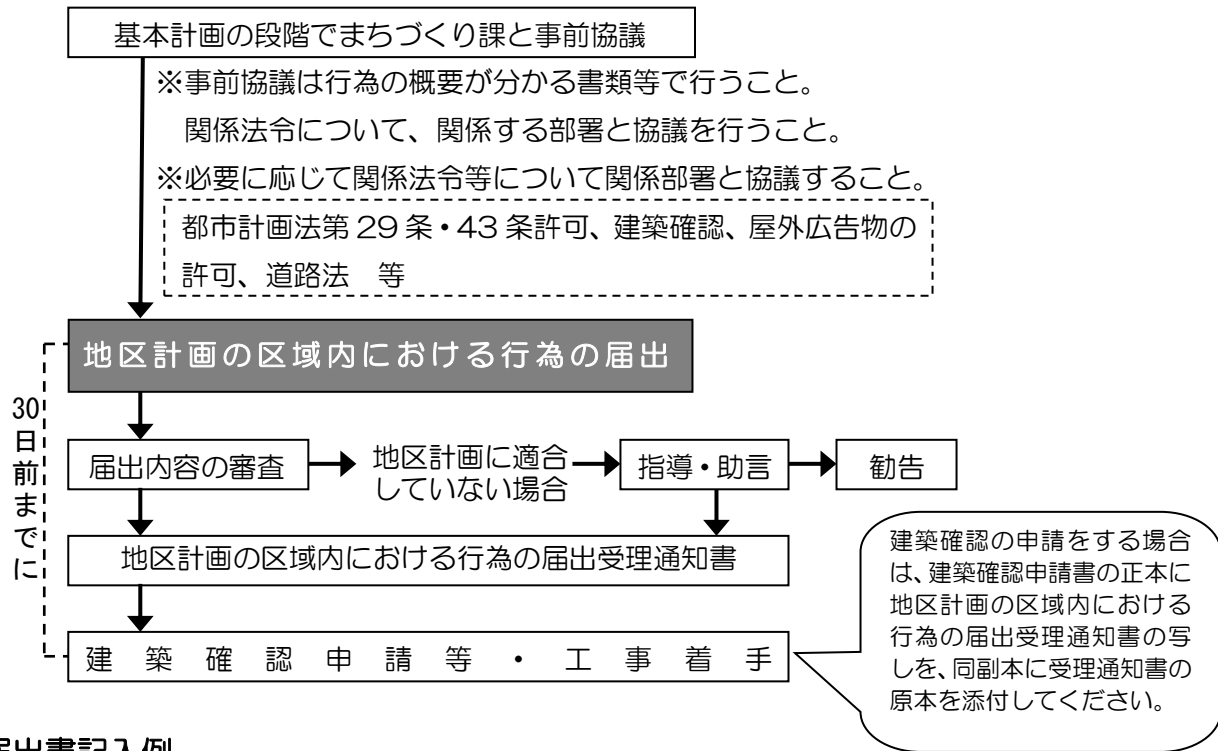 基本計画の段階でまちづくり課と事前協議
※事前協議は行為の概要が分かる書類等で行うこと。
関係法令について、関係する部署と協議を行うこと。
※必要に応じて関係法令等について関係部署と協議すること。
都市計画法第29条・43条許可、建築確認、屋外広告物の
許可、道路法 等
地区計画の区域内における行為の届出
30日前までに
届出内容の審査
地区計画に適合
していない場合
指導・助言
勧告
地区計画の区域内における行為の届出受理通知書
建築確認申請等・工事着手
建築確認の申請をする場合
は、建築確認申請書の正本に
地区計画の区域内における
行為の届出受理通知書の写
しを、同副本に受理通知書の
原本を添付してください。
届出書記入例